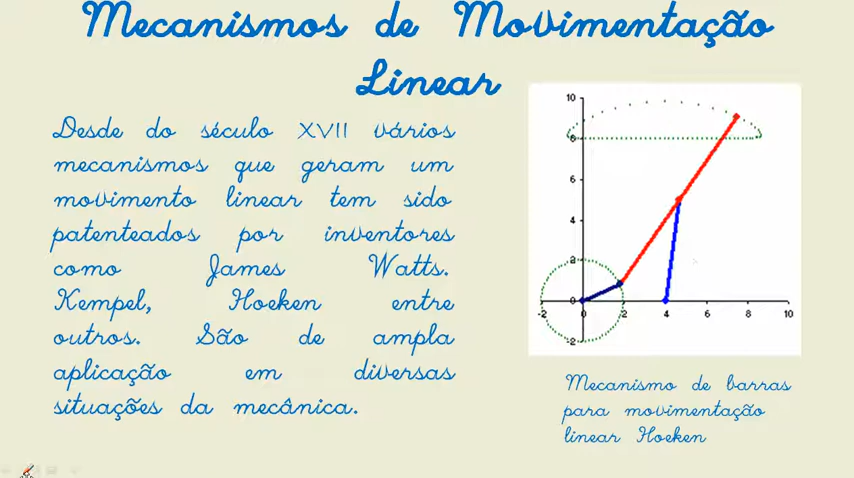 Mecanismos de Movimentação
Linear
Desde do século XVII vários
mecanismos que geram um
movimento linear tem sido
patenteados por inventores
como James Watts.
Kempel, Hoeken entre
outros. São de ampla
aplicação em diversas
situações da mecânica.
10
8
6
4
2
0
-2
-2 0 2 4 6 8 10
Mecanismo de barras
para movimentação
linear Hoeken